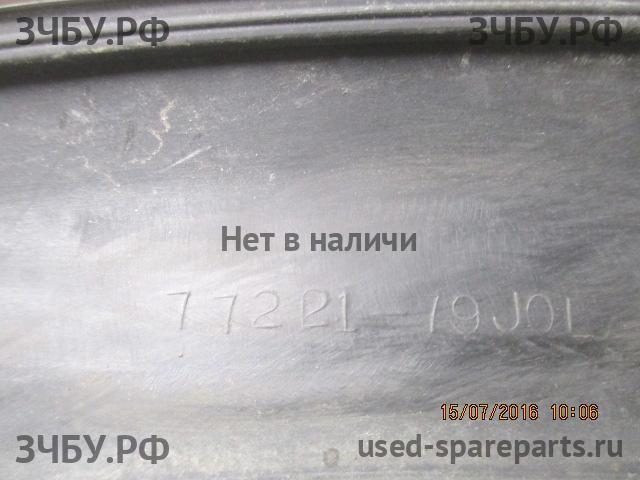 ЗЧБУ.РФ ЗЧБУ.РФ
Нет в наличи
77221-79J0L
15/07/2016 10:06
ЗЧБУ.РФ used-spareparts.ru